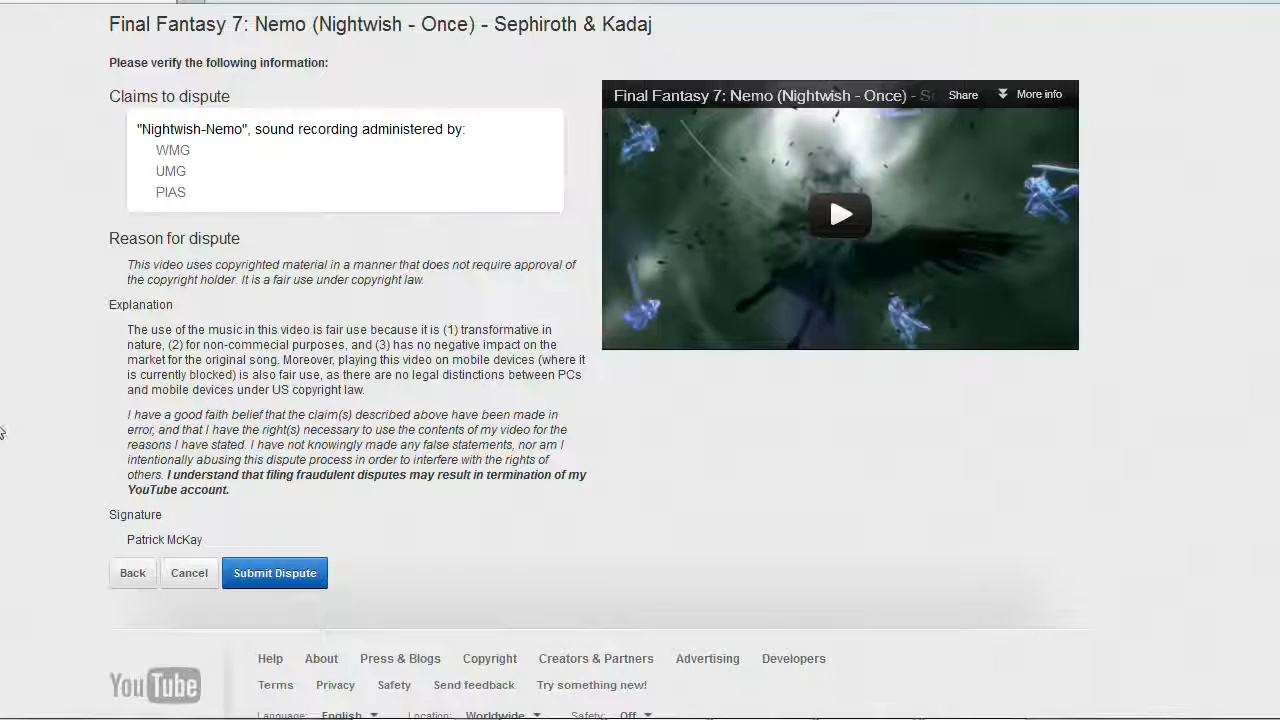 Final Fantasy 7: Nemo (Nightwish - Once) - Sephiroth & Kadaj
Please verify the following information:
Claims to dispute
"Nightwish-Nemo", sound recording administered by:
WMG
UMG
PIAS
Final Fantasy 7: Nemo (Nightwish - Once) - S
Share
More info
Reason for dispute
This video uses copyrighted material in a manner that does not require approval of
the copyright holder. It is a fair use under copyright law.
Explanation
The use of the music in this video is fair use because it is (1) transformative in
nature, (2) for non-commecial purposes, and (3) has no negative impact on the
market for the original song. Moreover, playing this video on mobile devices (where it
is currently blocked) is also fair use, as there are no legal distinctions between PCs
and mobile devices under US copyright law.
I have a good faith belief that the claim(s) described above have been made in
error, and that I have the right(s) necessary to use the contents of my video for the
reasons I have stated. I have not knowingly made any false statements, nor am I
intentionally abusing this dispute process in order to interfere with the rights of
others. I understand that filing fraudulent disputes may result in termination of my
YouTube account.
Signature
Patrick McKay
Back Cancel Submit Dispute
YouTube
Help About Press & Blogs Copyright Creators & Partners Advertising Developers
Terms Privacy Safety Send feedback Try something new!
Language: English Location: Worldwide Safety: Off